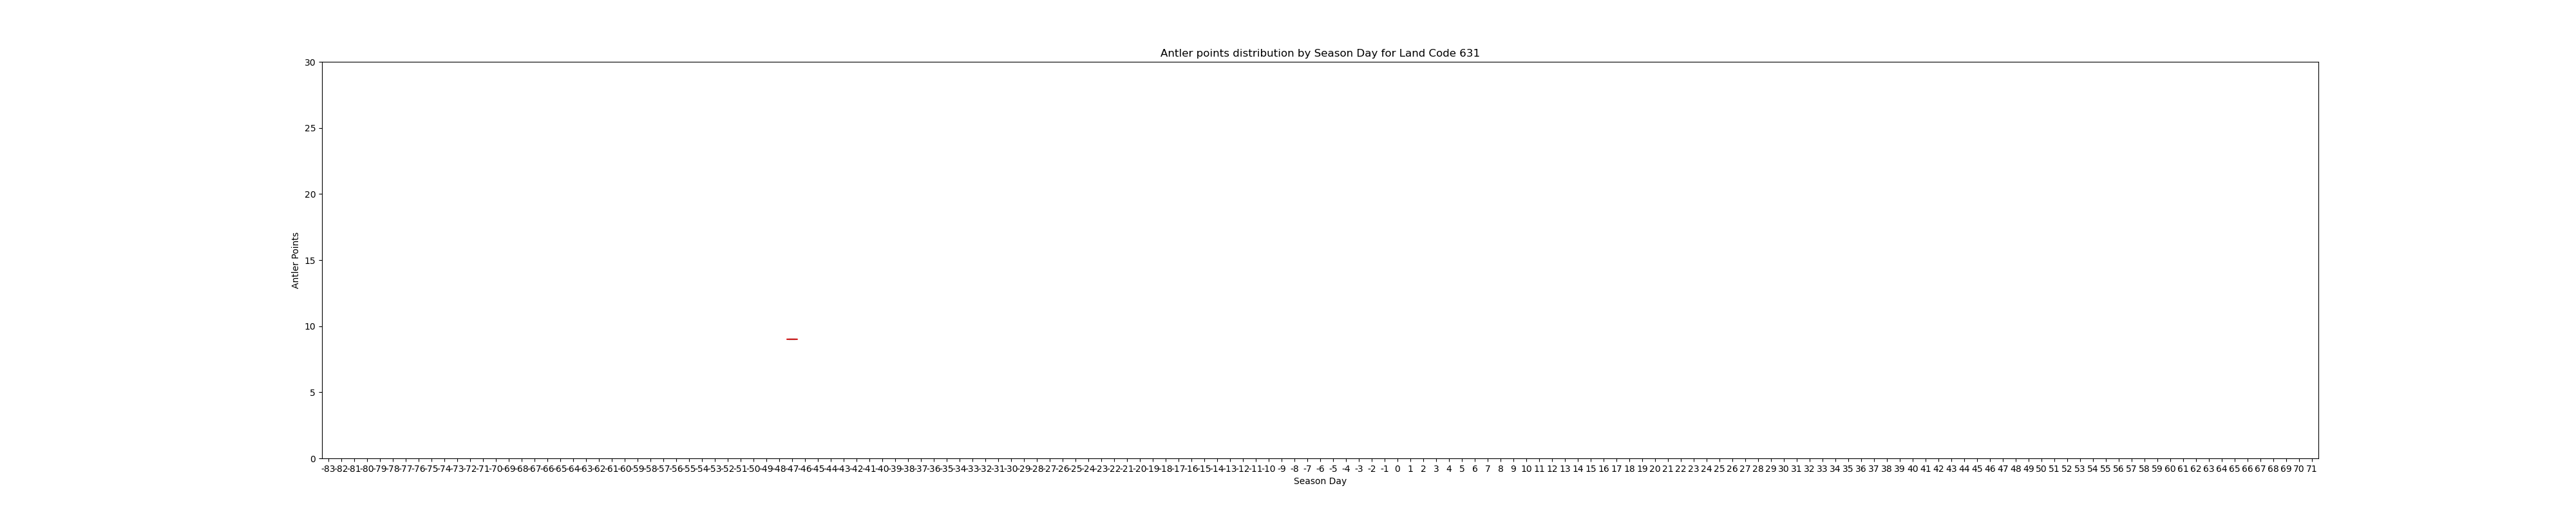 Antler points distribution by Season Day for Land Code 631
30
25
20
15
10
5
0
Antler Points
-83 -82 -81 -80 -79 -78 -77 -76 -75 -74 -73 -72 -71 -70 -69 -68 -67 -66 -65 -64 -63 -62 -61 -60 -59 -58 -57 -56 -55 -54 -53 -52 -51 -50 -49 -48 -47 -46 -45 -44 -43 -42 -41 -40 -39 -38 -37 -36 -35 -34 -33 -32 -31 -30 -29 -28 -27 -26 -25 -24 -23 -22 -21 -20 -19 -18 -17 -16 -15 -14 -13 -12 -11 -10 -9 -8 -7 -6 -5 -4 -3 -2 -1 0 1 2 3 4 5 6 7 8 9 10 11 12 13 14 15 16 17 18 19 20 21 22 23 24 25 26 27 28 29 30 31 32 33 34 35 36 37 38 39 40 41 42 43 44 45 46 47 48 49 50 51 52 53 54 55 56 57 58 59 60 61 62 63 64 65 66 67 68 69 70 71
Season Day